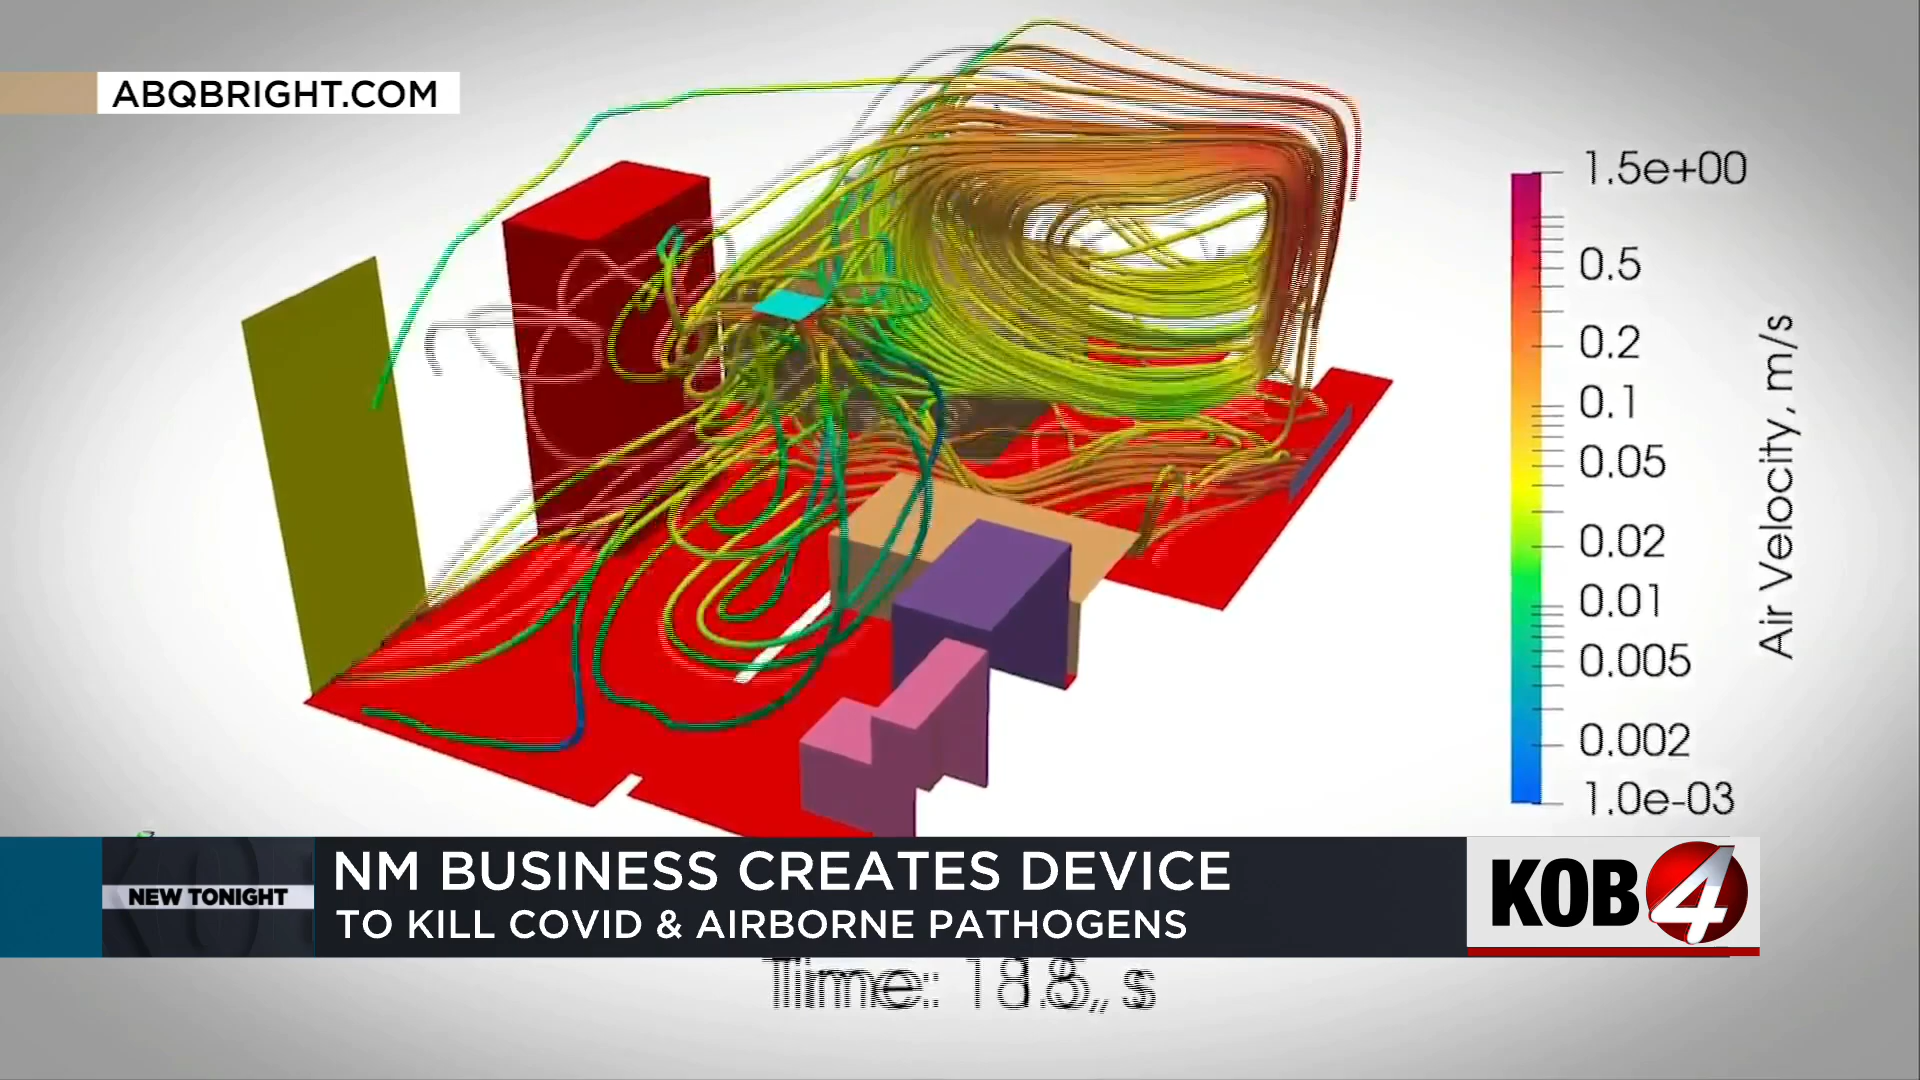 ABQBRIGHT.COM
1.5e+00
0.5
0.2
0.1
0.05
0.02
0.01
0.005
0.002
1.0e-03
Air Velocity, m/s
NEW TONIGHT
NM BUSINESS CREATES DEVICE
TO KILL COVID & AIRBORNE PATHOGENS
KOB 4
Time:
s